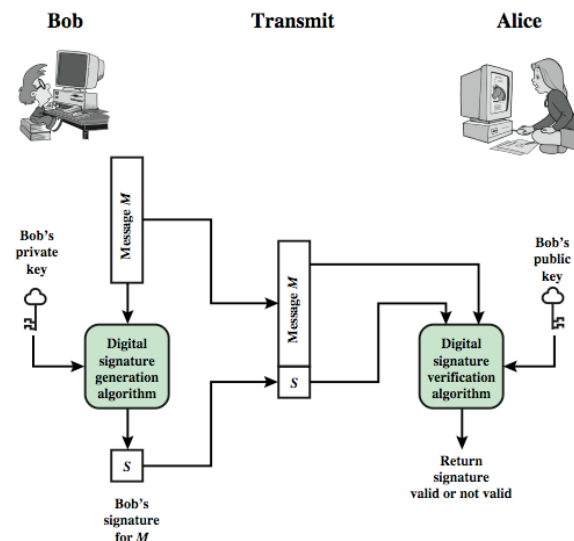 Bob
Transmit
Alice
Message M
Bob's
private
key
Message M
Bob's
public
key
Digital
signature
generation
algorithm
Digital
signature
verification
algorithm
S
S
Return
signature
valid or not valid
Bob's
signature
for M